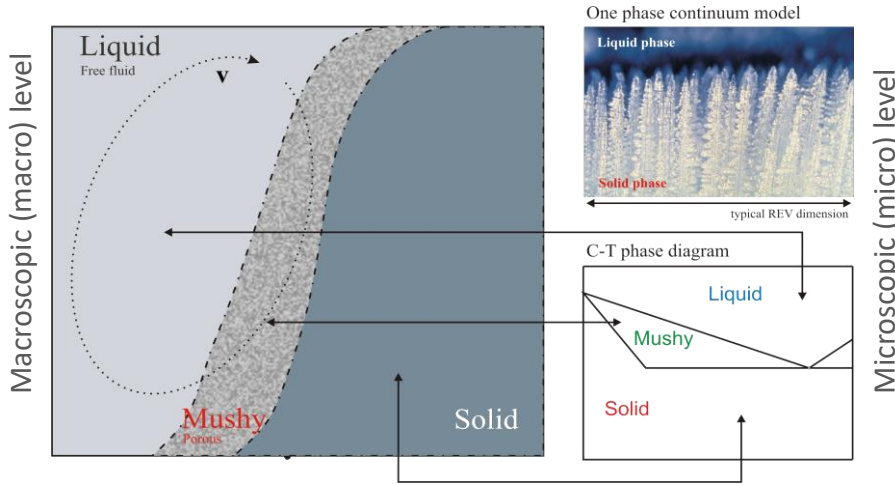 Macroscopic (macro) level
Liquid
Free fluid
v
Mushy
Porous
Solid
One phase continuum model
Liquid phase
Solid phase
typical REV dimension
C-T phase diagram
Liquid
Mushy
Solid
Microscopic (micro) level